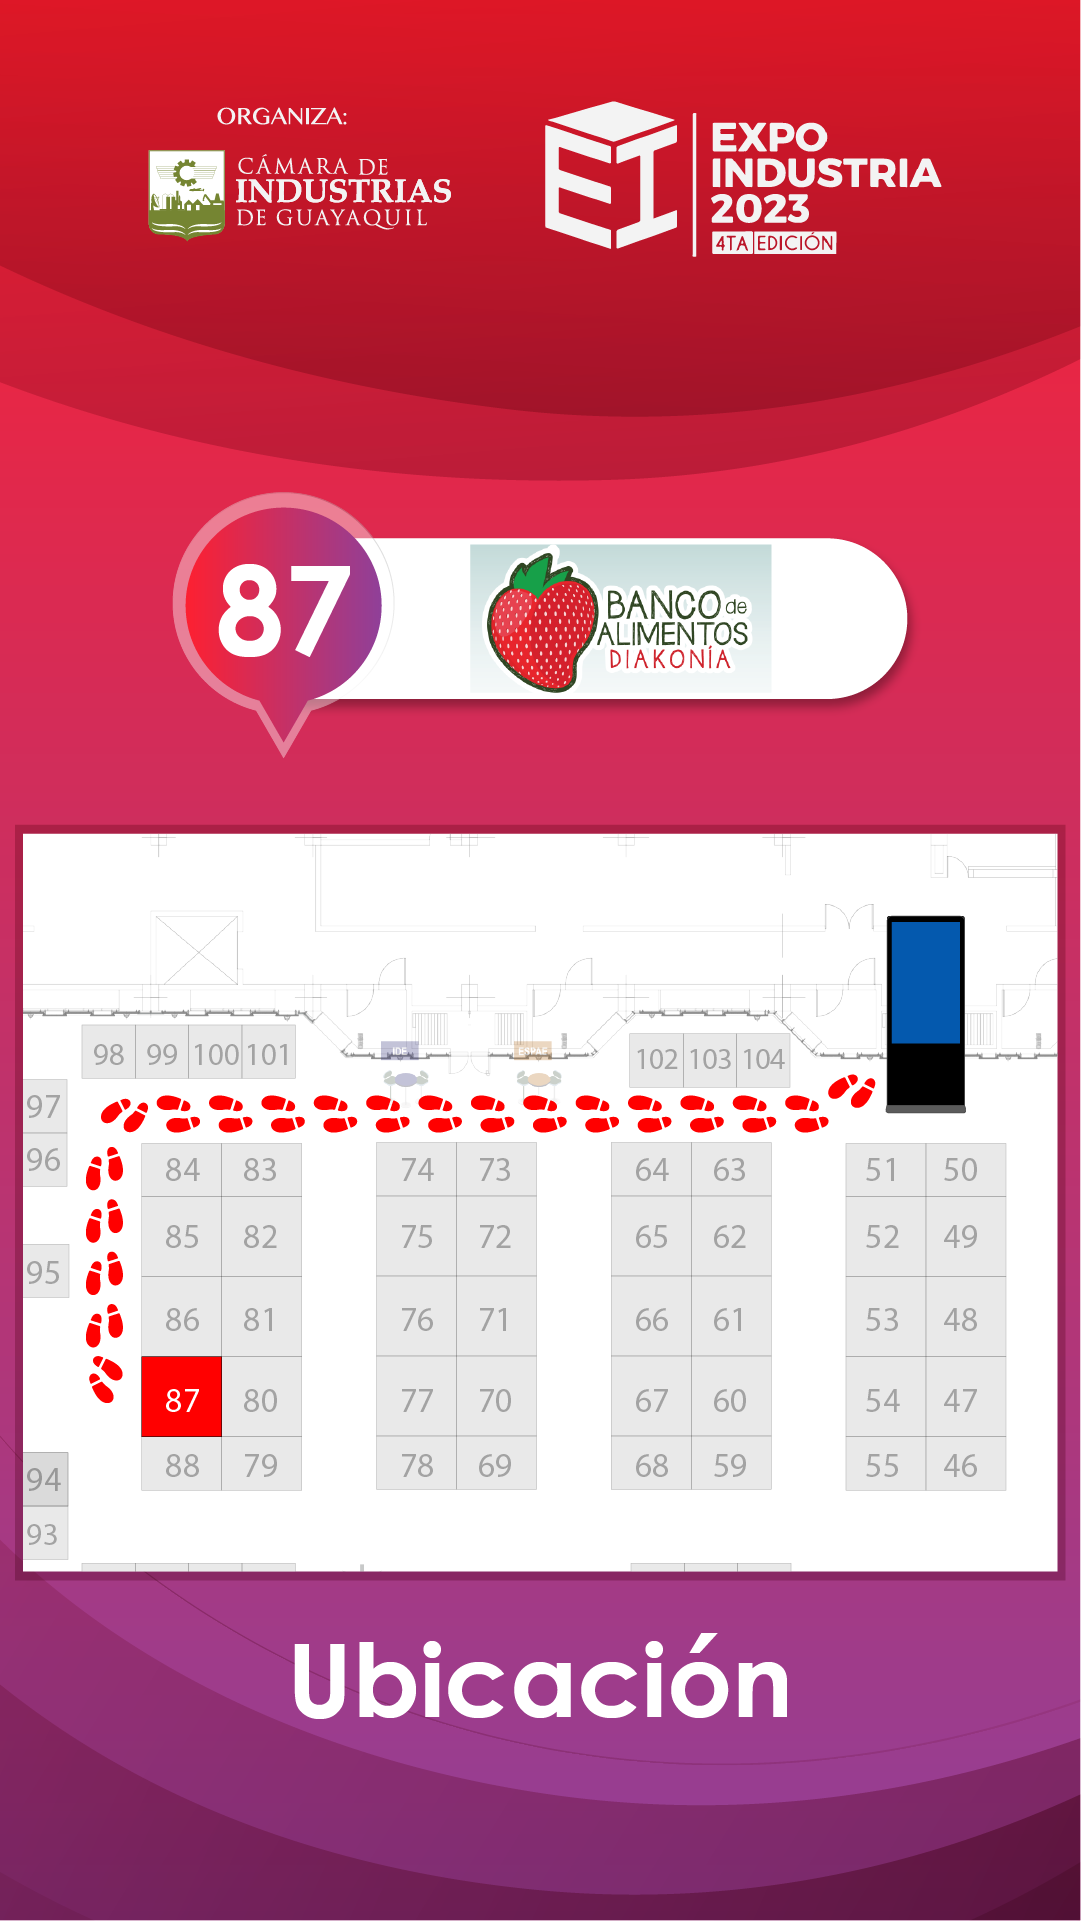 ORGANIZA:
CÁMARA DE
INDUSTRIAS
DE GUAYAQUIL
EXPO
INDUSTRIA
2023
4TA EDICIÓN
87
BANCO de
ALIMENTOS
DIAKONÍA
IDE
ESPAE
98 99 100 101
102 103 104
97
96
95
94
93
84 83
85 82
86 81
87 80
88 79
74 73
75 72
76 71
77 70
78 69
64 63
65 62
66 61
67 60
68 59
51 50
52 49
53 48
54 47
55 46
Ubicación